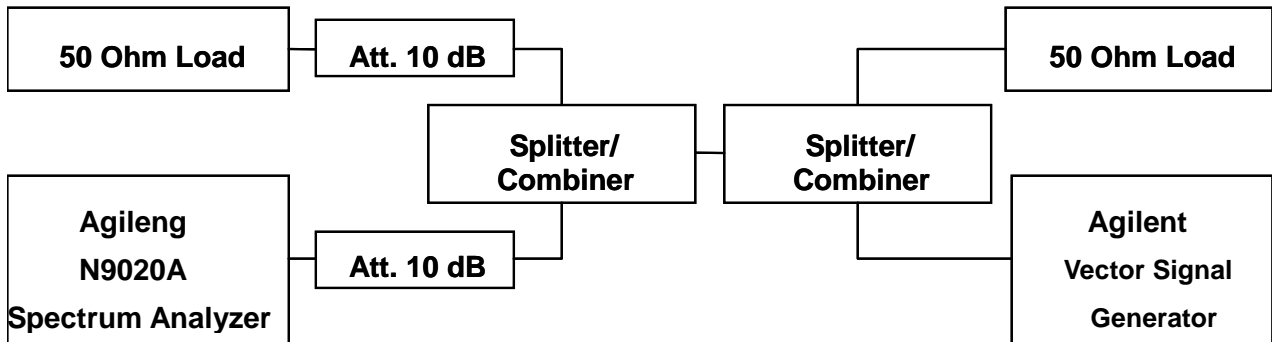 50 Ohm Load
Att. 10 dB
50 Ohm Load
Splitter/
Combiner
Splitter/
Combiner
Agileng
N9020A
Spectrum Analyzer
Att. 10 dB
Agilent
Vector Signal
Generator